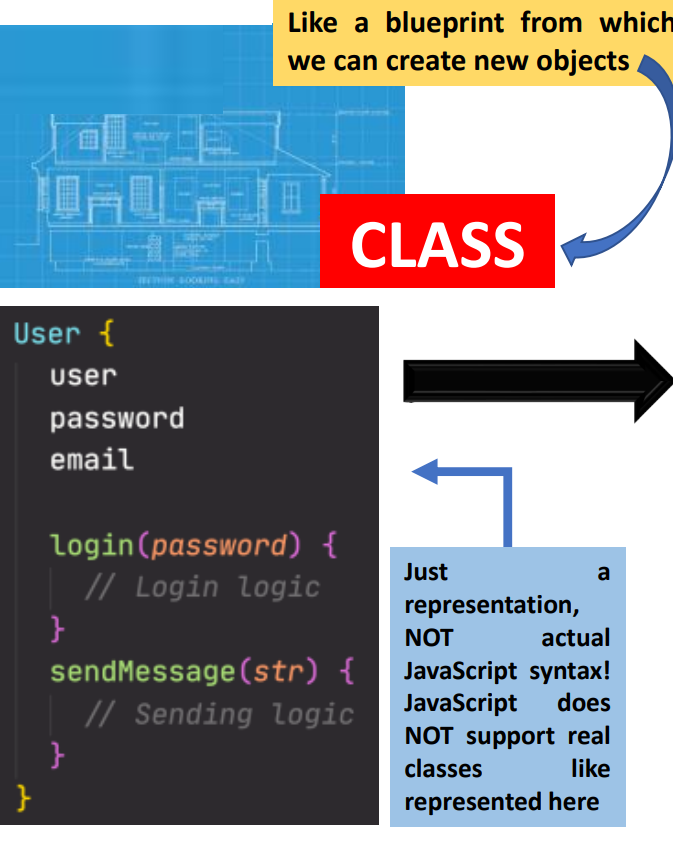 Like a blueprint from which
we can create new objects
CLASS
User {
user
password
email
login(password) {
// Login logic
}
sendMessage(str) {
// Sending logic
}
}
Just a
representation,
NOT actual
JavaScript syntax!
JavaScript does
NOT support real
classes like
represented here